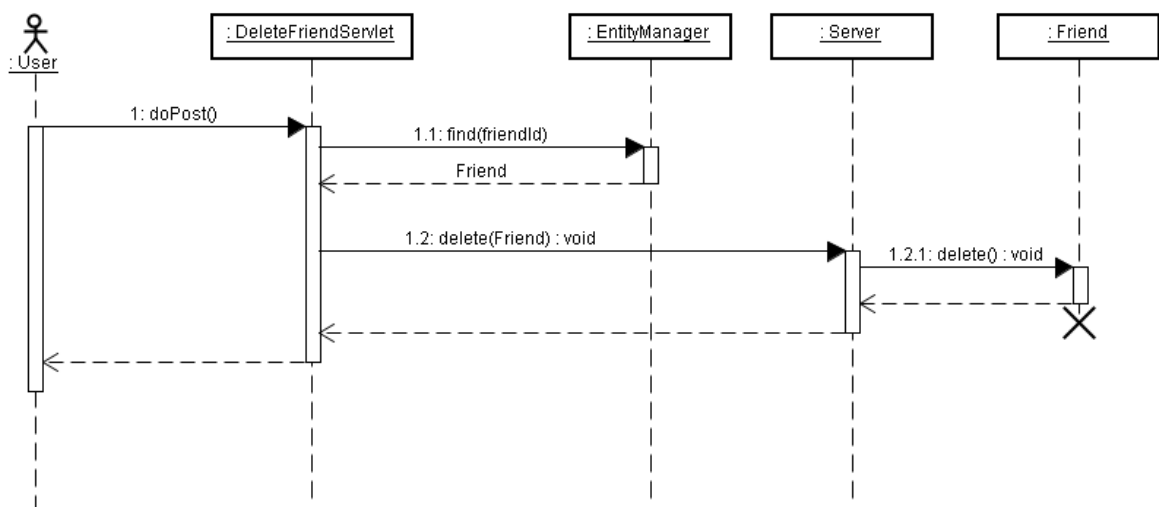 : DeleteFriendServlet
: EntityManager
: Server
: Friend
: User
1: doPost()
1.1: find(friendId)
Friend
1.2: delete(Friend) : void
1.2.1: delete() : void